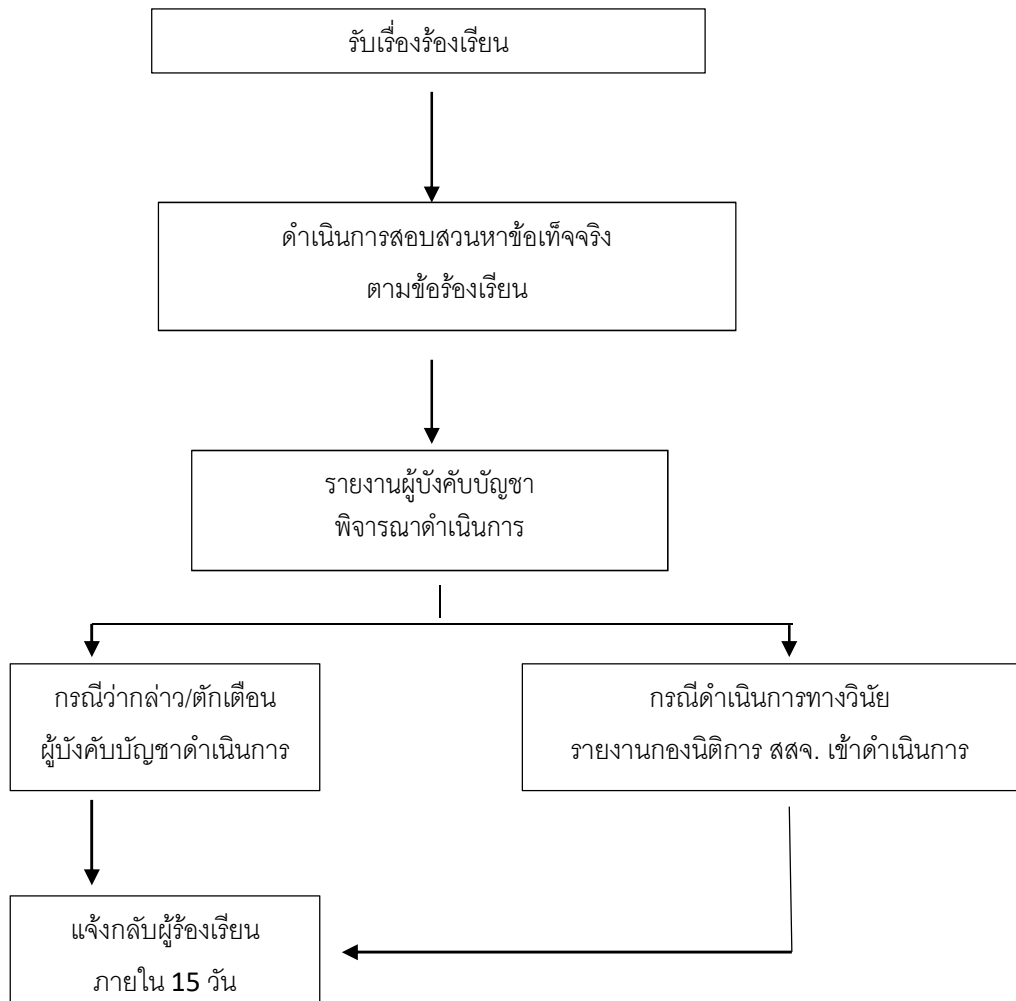 รับเรื่องร้องเรียน
ดำเนินการสอบสวนหาข้อเท็จจริง
ตามข้อร้องเรียน
รายงานผู้บังคับบัญชา
พิจารณาดำเนินการ
กรณีว่ากล่าว/ตักเตือน
ผู้บังคับบัญชาดำเนินการ
กรณีดำเนินการทางวินัย
รายงานกองนิติการ สสจ. เข้าดำเนินการ
แจ้งกลับผู้ร้องเรียน
ภายใน 15 วัน